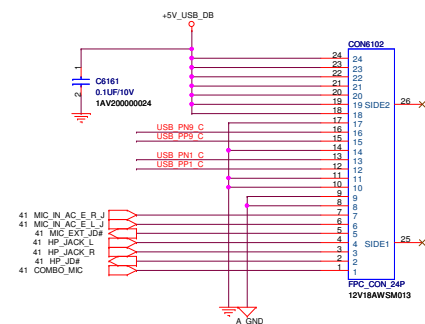 +5V_USB_DB
CON6102
1
2
C6161
0.1UF/10V
1AV200000024
24 24
23 23
22 22
21 21
20 20
19 19 SIDE2 26
18 18
17 17
USB_PN9_C 16 16
USB_PP9_C 15 15
14 14
USB_PN1_C 13 13
USB_PP1_C 12 12
11 11
10 10
9 9
8 8
41 MIC_IN_AC_E_R_J 7 7
41 MIC_IN_AC_E_L_J 6 6
41 MIC_EXT_JD# 5 5
41 HP_JACK_L 4 4 SIDE1 25
41 HP_JACK_R 3 3
41 HP_JD# 2 2
41 COMBO_MIC 1 1
FPC_CON_24P
12V18AWSM013
A_GND